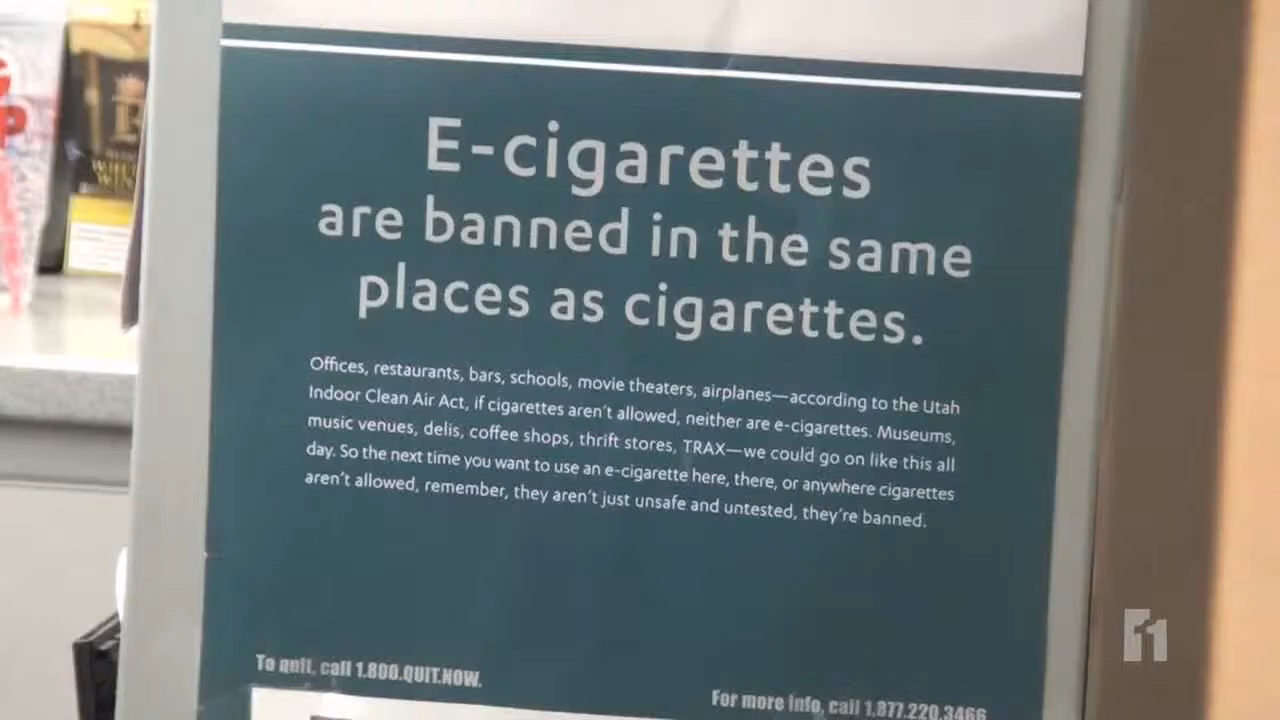 E-cigarettes
are banned in the same
places as cigarettes.
Offices, restaurants, bars, schools, movie theaters, airplanes—according to the Utah
Indoor Clean Air Act, if cigarettes aren't allowed, neither are e-cigarettes. Museums,
music venues, delis, coffee shops, thrift stores, TRAX—we could go on like this all
day. So the next time you want to use an e-cigarette here, there, or anywhere cigarettes
aren't allowed, remember, they aren't just unsafe and untested, they're banned.
To quit, call 1.800.QUIT.NOW.
For more info, call 1.877.220.3466
11